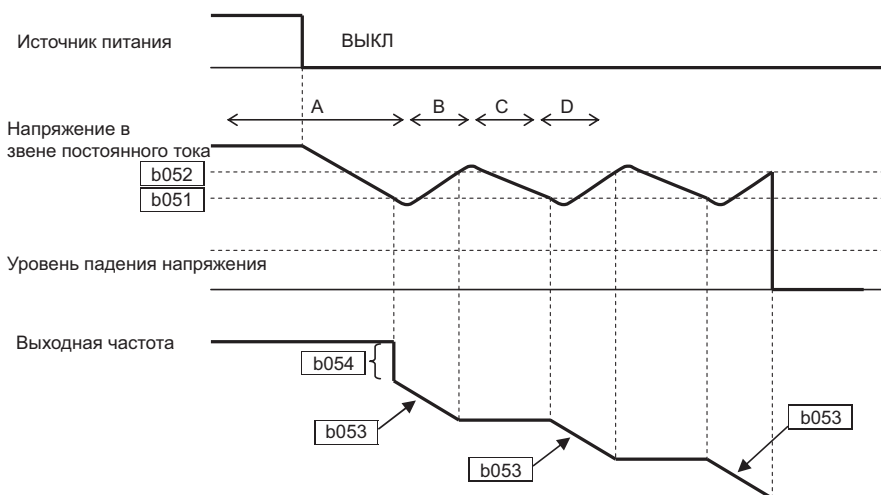 Источник питания
ВЫКЛ
A
B
C
D
Напряжение в
звене постоянного тока
b052
b051
Уровень падения напряжения
Выходная частота
b054
b053
b053
b053